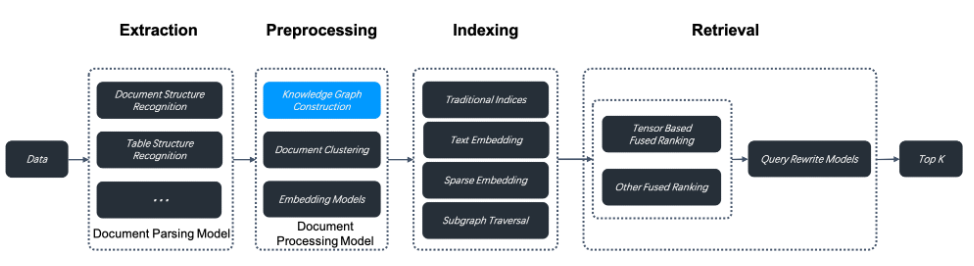 Extraction
Preprocessing
Indexing
Retrieval
Data
Document Structure
Recognition
Table Structure
Recognition
...
Document Parsing Model
Knowledge Graph
Construction
Document Clustering
Embedding Models
Document
Processing Model
Traditional Indices
Text Embedding
Sparse Embedding
Subgraph Traversal
Tensor Based
Fused Ranking
Other Fused Ranking
Query Rewrite Models
Top K